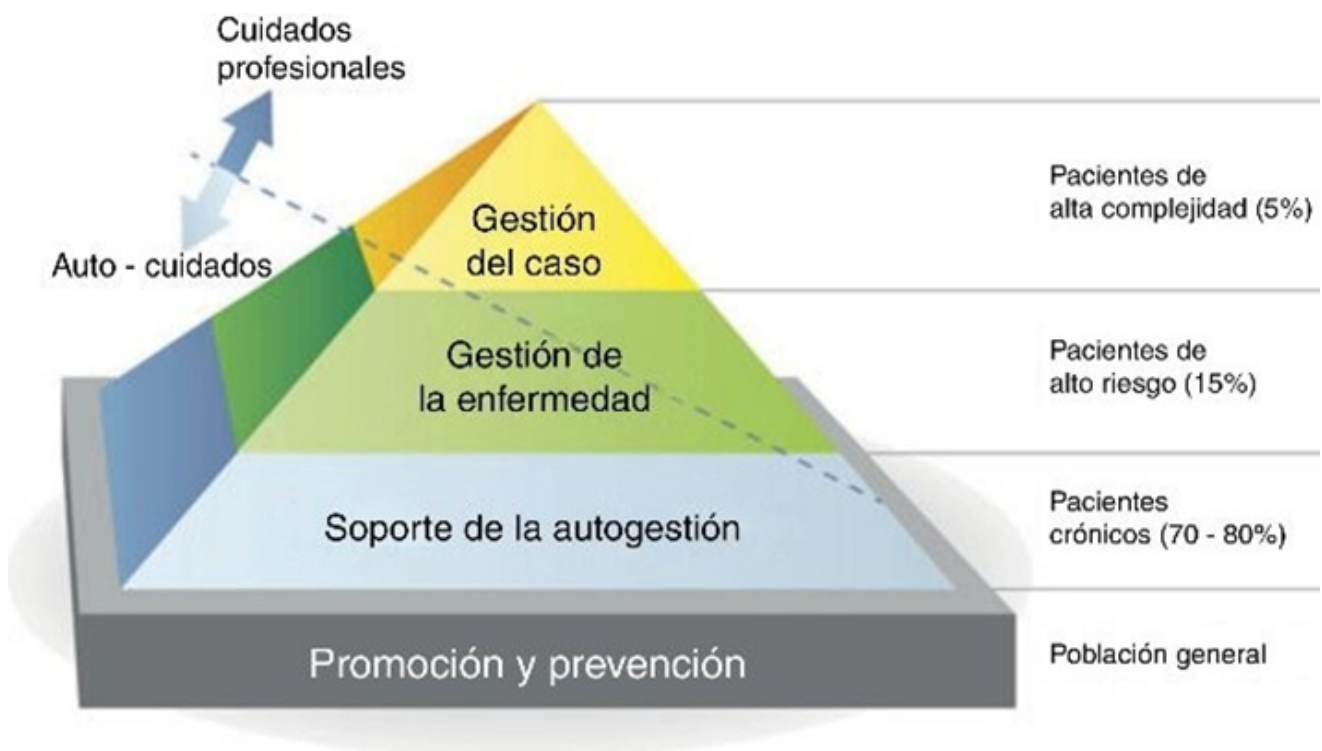 Cuidados
profesionales
Auto - cuidados
Gestión
del caso
Pacientes de
alta complejidad (5%)
Gestión de
la enfermedad
Pacientes de
alto riesgo (15%)
Soporte de la autogestión
Pacientes
crónicos (70 - 80%)
Promoción y prevención
Población general